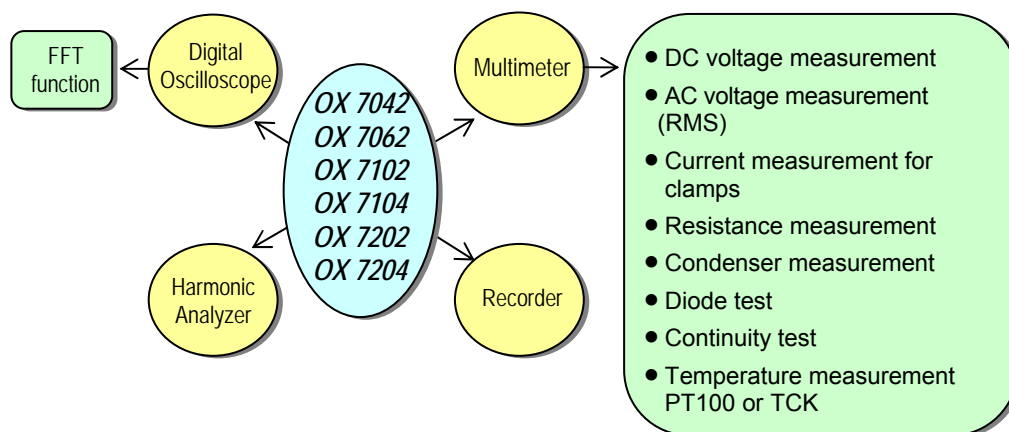 FFT
function
Digital
Oscilloscope
OX 7042
OX 7062
OX 7102
OX 7104
OX 7202
OX 7204
Multimeter
Harmonic
Analyzer
Recorder
• DC voltage measurement
• AC voltage measurement
(RMS)
• Current measurement for
clamps
• Resistance measurement
• Condenser measurement
• Diode test
• Continuity test
• Temperature measurement
PT100 or TCK